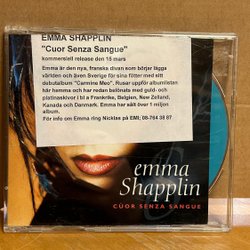 EMMA SHAPPLIN
"Cuor Senza Sangue"
kommersiell release den 15 mars
Emma är den nya, franska divan som börjar lägga
världen och även Sverige för sina fötter med sitt
debutalbum "Carmine Meo". Rusar uppför albumlistan
här hemma och har redan belönats med guld- och
platinaskivor i bl a Frankrike, Belgien, New Zeeland,
Kanada och Danmark. Emma har sålt över 1 miljon
album.
För info om Emma ring Nicklas på EMI; 08-764 38 87
emma
Shapplin
CUOR SENZA SANGUE